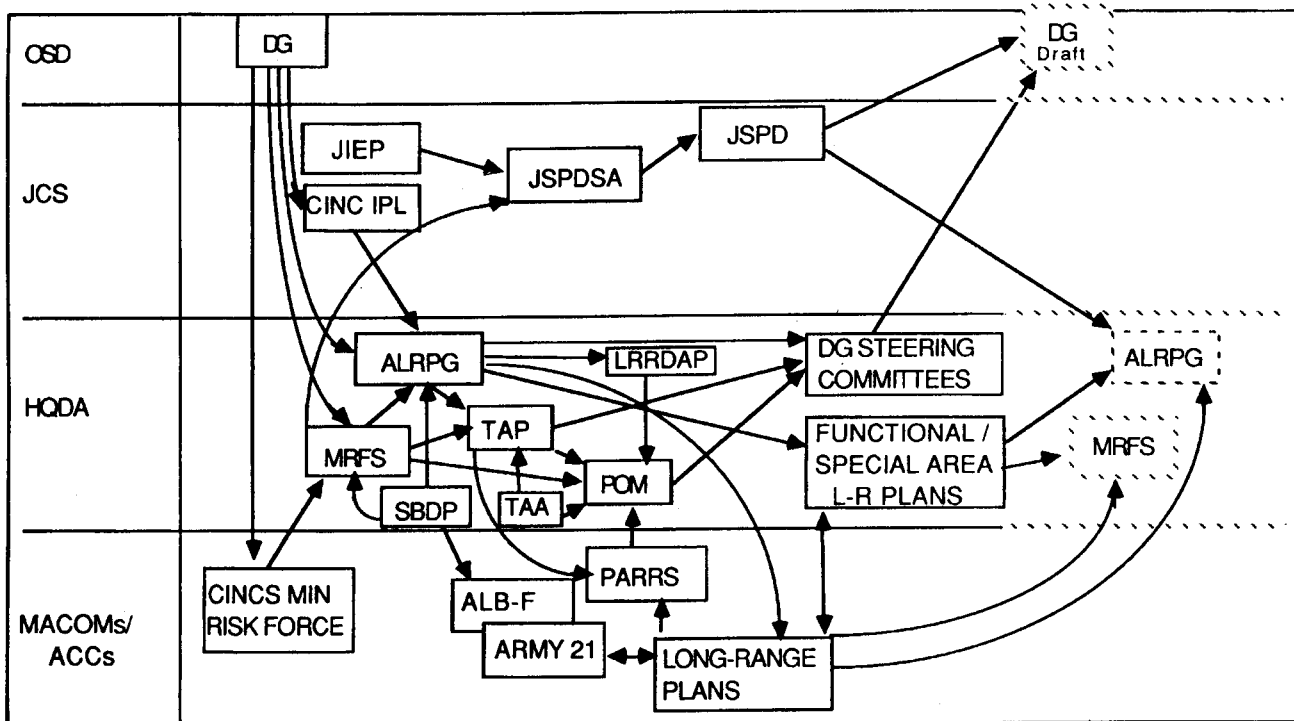 OSD
DG
DG
Draft
JCS
JIEP
JSPDSA
JSPD
CINC IPL
HQDA
ALRPG
LRRDAP
DG STEERING
COMMITTEES
ALRPG
MRFS
TAP
POM
FUNCTIONAL /
SPECIAL AREA
L-R PLANS
MRFS
SBDP
TAA
MACOMs/
ACCs
CINCS MIN
RISK FORCE
ALB-F
ARMY 21
PARRS
LONG-RANGE
PLANS